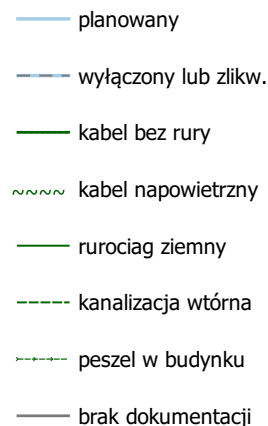 planowany
wyłączony lub zlikw.
kabel bez rury
kabel napowietrzny
rurociag ziemny
kanalizacja wtórna
peszel w budynku
brak dokumentacji